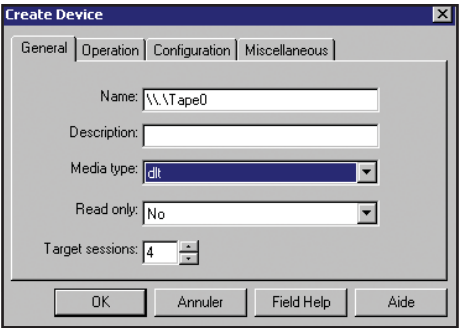 Create Device
General Operation Configuration Miscellaneous
Name: \\.\Tape0
Description:
Media type: dlt
Read only: No
Target sessions: 4
OK Annuler Field Help Aide